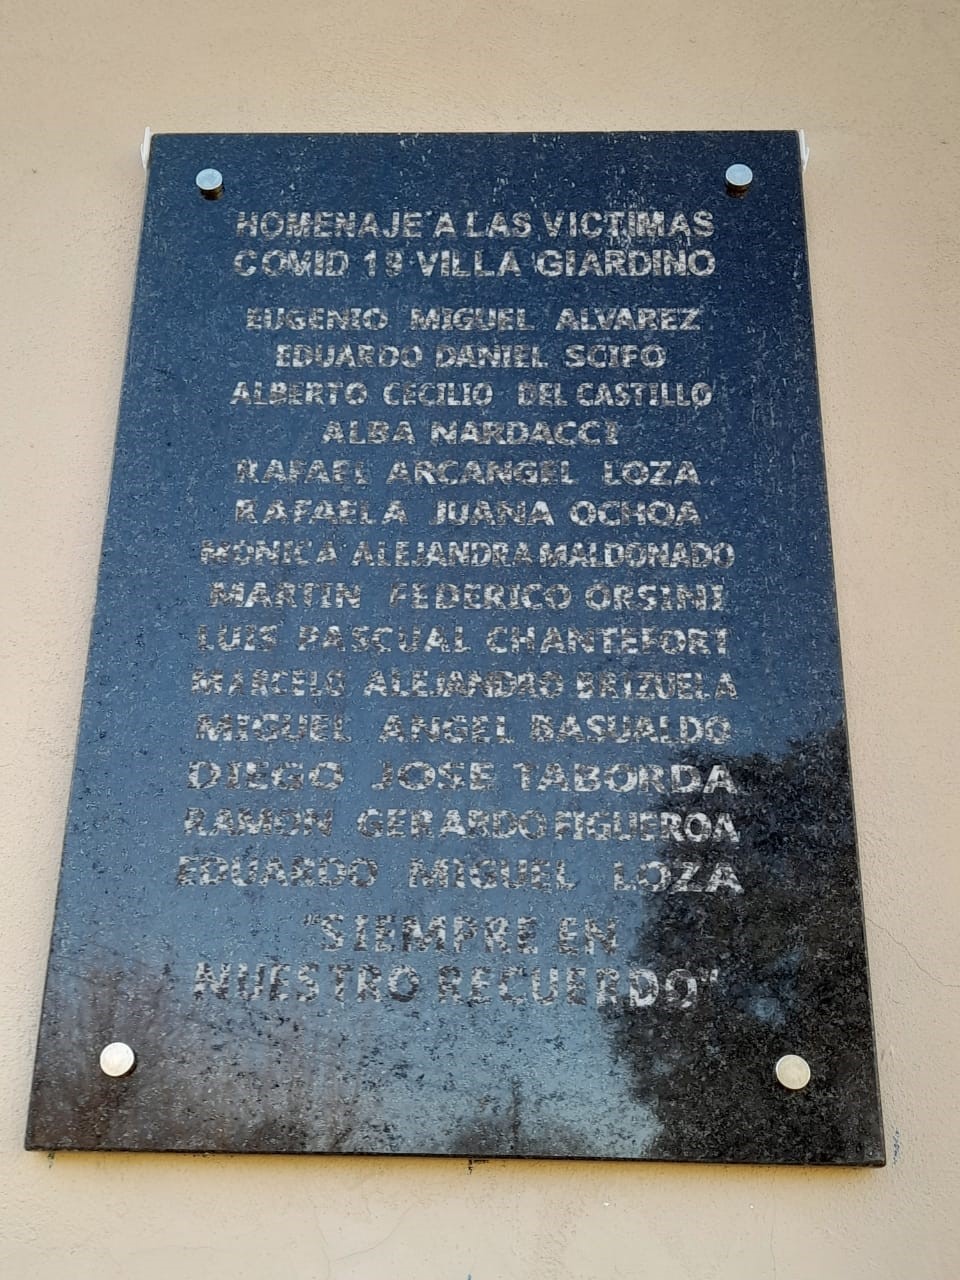 HOMENAJE A LAS VICTIMAS
COVID 19 VILLA GIARDINO
EUGENIO MIGUEL ALVAREZ
EDUARDO DANIEL SCIFO
ALBERTO CECILIO DEL CASTILLO
ALBA NARDACCI
RAFAEL ARCANGEL LOZA
RAFAELA JUANA OCHOA
MONICA ALEJANDRA MALDONADO
MARTIN FEDERICO ORSINI
LUIS PASCUAL CHANTEFORT
MARCELO ALEJANDRO BRIZUELA
MIGUEL ANGEL BASUALDO
DIEGO JOSE TABORDA
RAMON GERARDO FIGUEROA
EDUARDO MIGUEL LOZA
"SIEMPRE EN
NUESTRO RECUERDO"